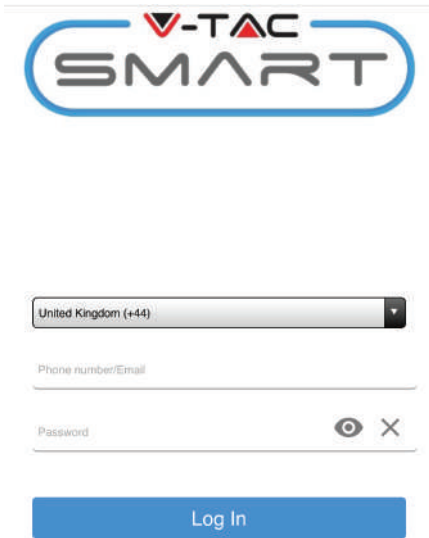 V-TAC
SMART
United Kingdom (+44)
Phone number/Email
Password
Log In